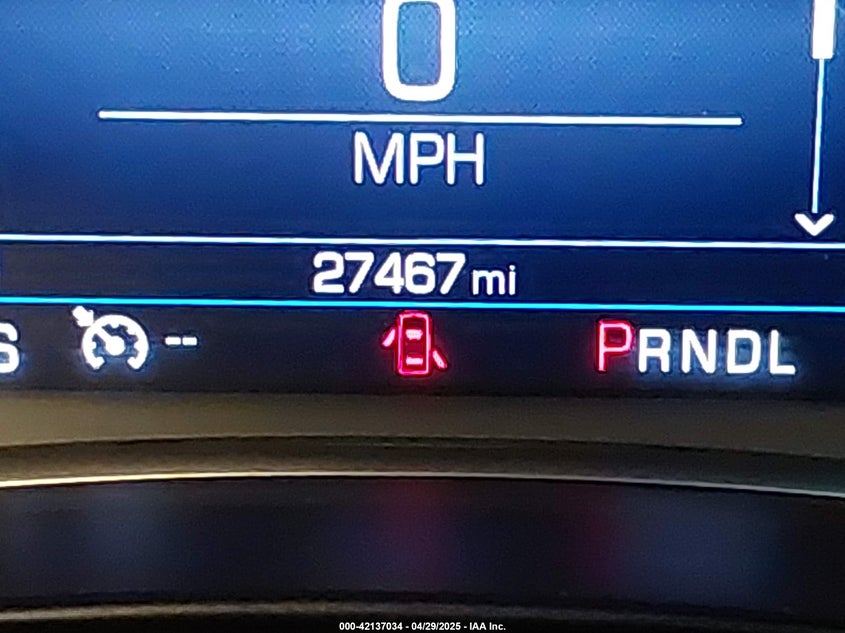 0
MPH
27467 mi
-- PRNDL
000-42137034 - 04/29/2025 - IAA Inc.